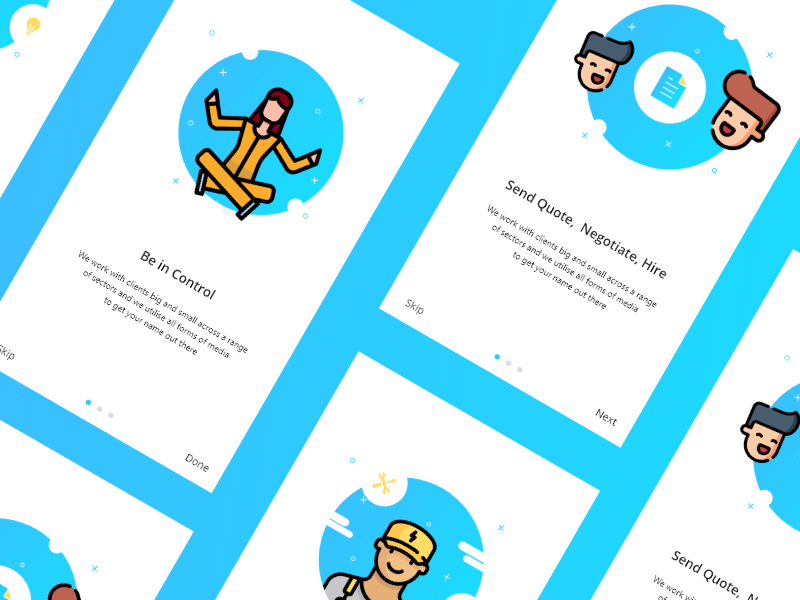 Be in Control
We work with clients big and small across a range
of sectors and we utilise all forms of media
to get your name out there
Skip
Done
Send Quote, Negotiate, Hire
We work with clients big and small across a range
of sectors and we utilise all forms of media
to get your name out there
Skip
Next
Send Quote, N
We work with
of se